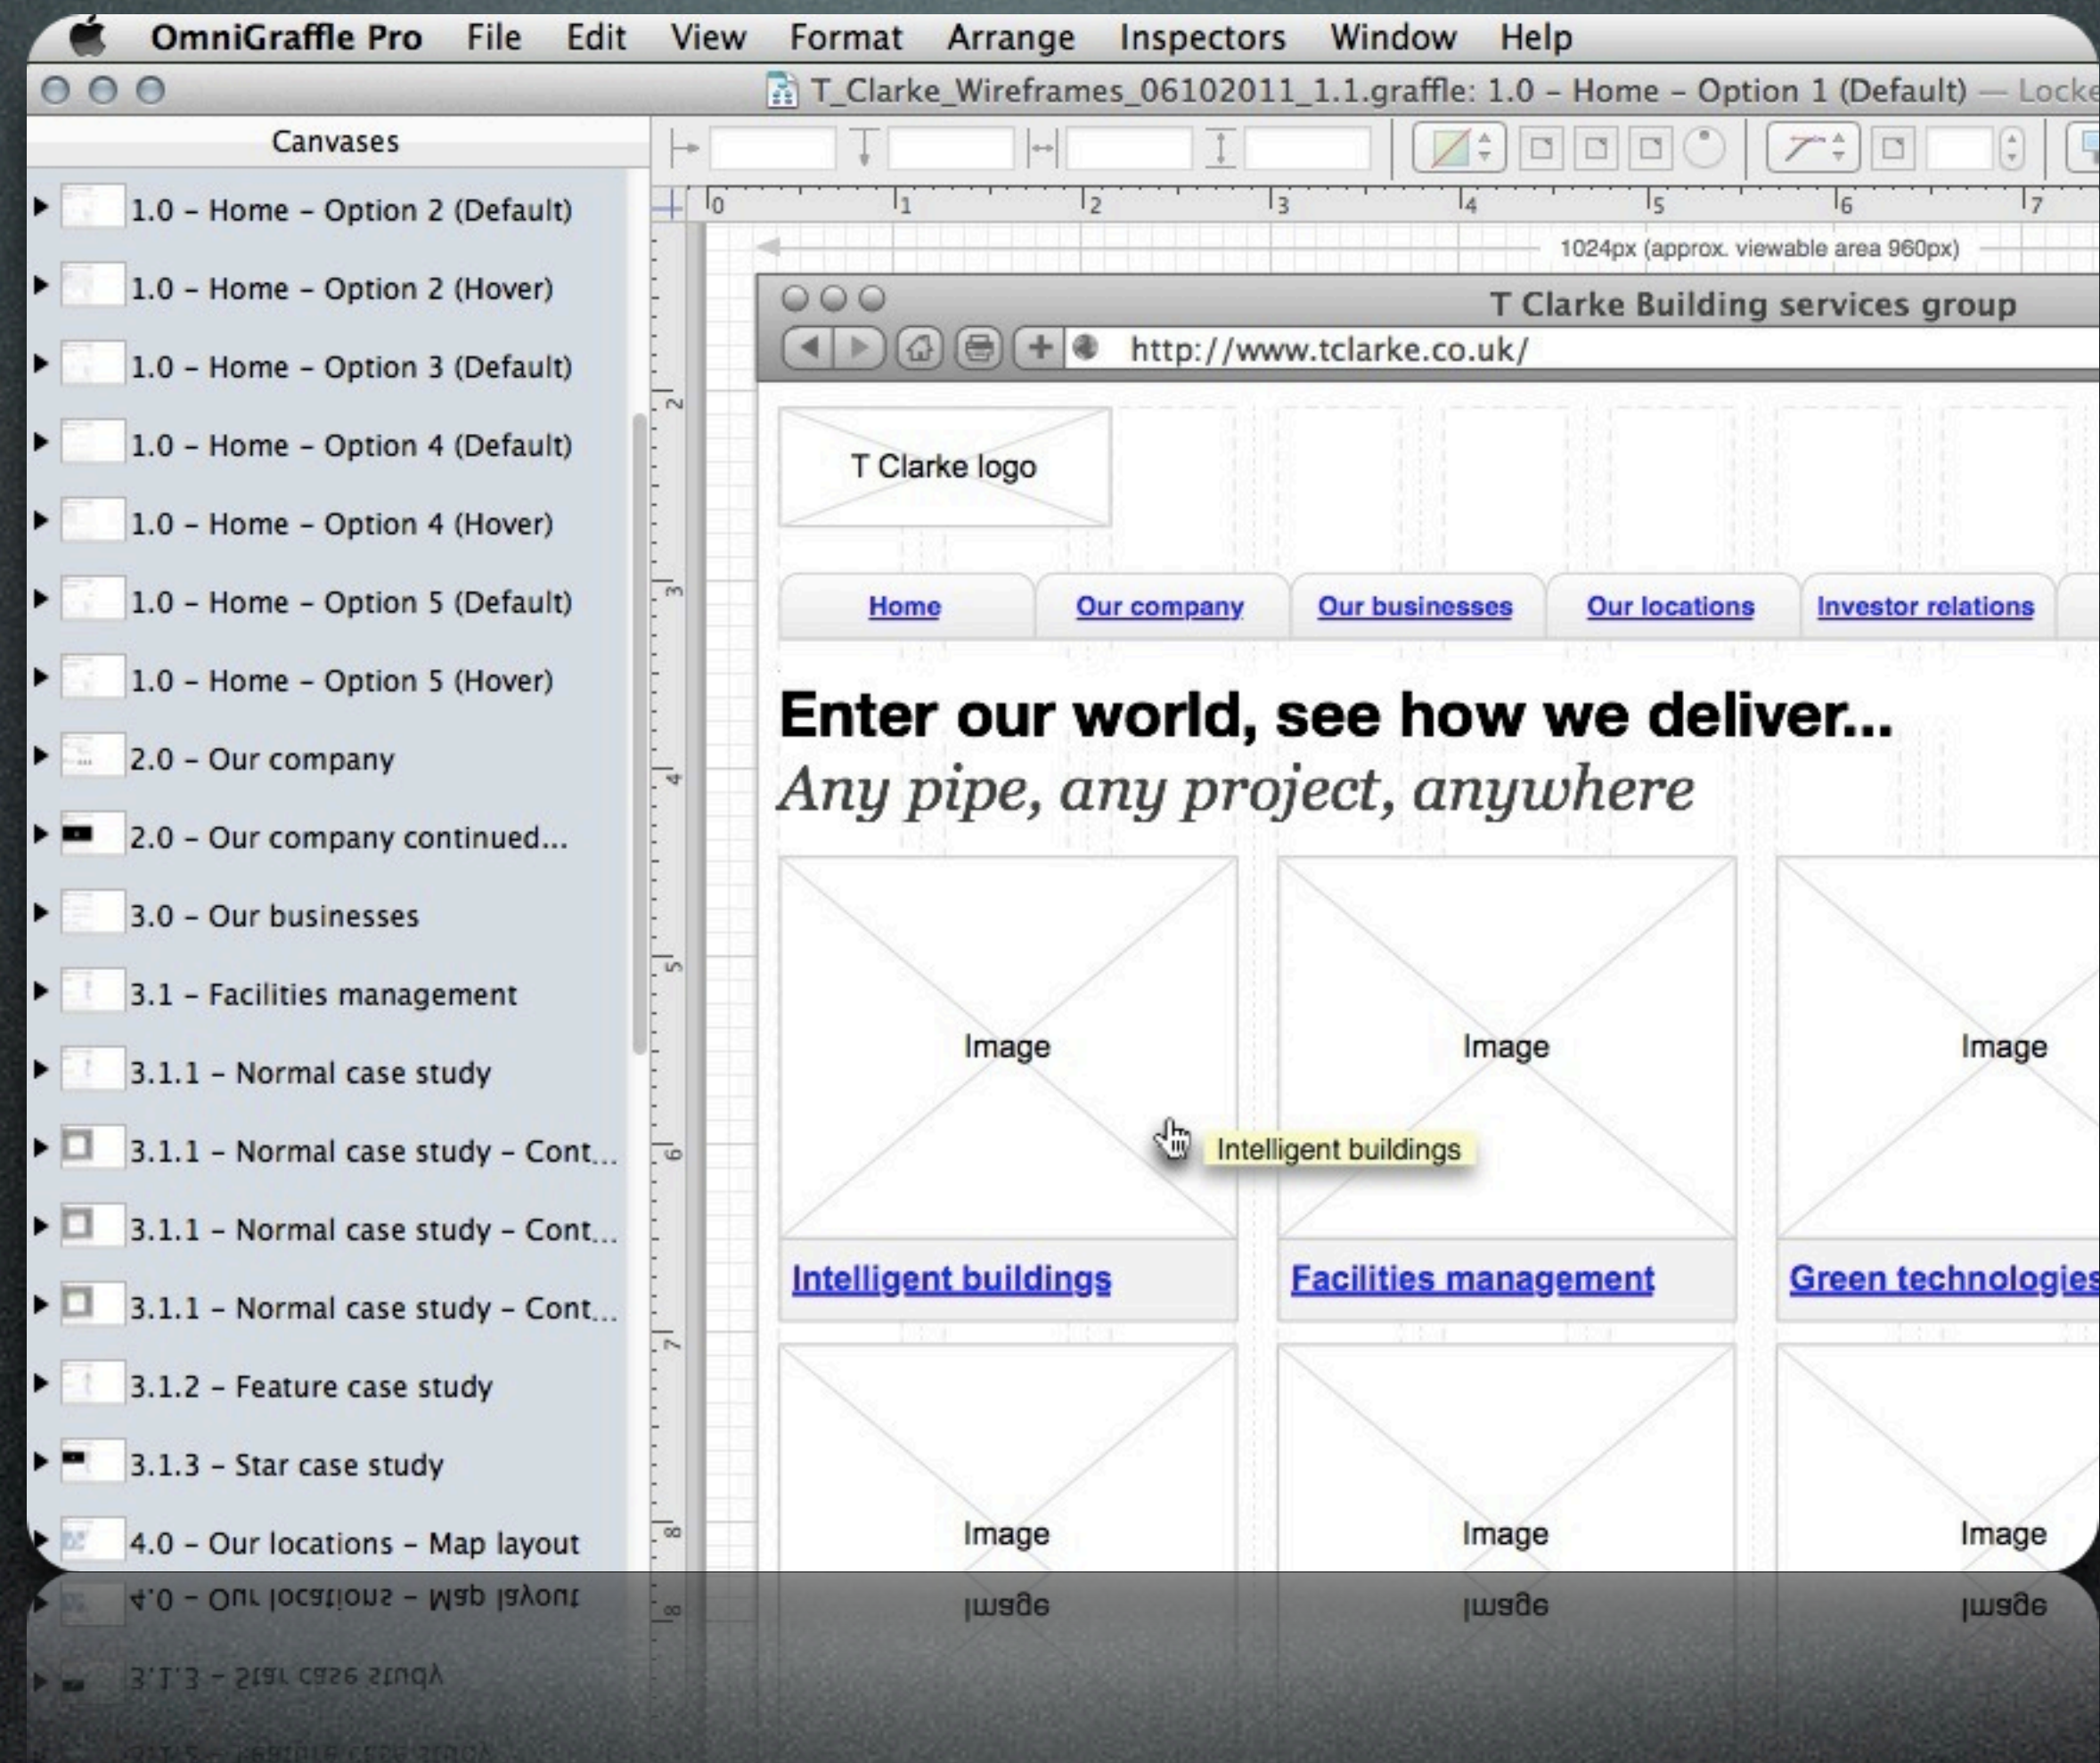 OmniGraffle Pro File Edit View Format Arrange Inspectors Window Help
T_Clarke_Wireframes_06102011_1.1.graffle: 1.0 – Home – Option 1 (Default) — Locke
Canvases
1.0 – Home – Option 2 (Default)
1.0 – Home – Option 2 (Hover)
1.0 – Home – Option 3 (Default)
1.0 – Home – Option 4 (Default)
1.0 – Home – Option 4 (Hover)
1.0 – Home – Option 5 (Default)
1.0 – Home – Option 5 (Hover)
2.0 – Our company
2.0 – Our company continued...
3.0 – Our businesses
3.1 – Facilities management
3.1.1 – Normal case study
3.1.1 – Normal case study – Cont...
3.1.1 – Normal case study – Cont...
3.1.1 – Normal case study – Cont...
3.1.2 – Feature case study
3.1.3 – Star case study
4.0 – Our locations – Map layout
0 1 2 3 4 5 6 7
2
3
4
5
6
7
8
1024px (approx. viewable area 960px)
T Clarke Building services group
http://www.tclarke.co.uk/
T Clarke logo
Home Our company Our businesses Our locations Investor relations
Enter our world, see how we deliver...
Any pipe, any project, anywhere
Image Image Image
Intelligent buildings
Intelligent buildings Facilities management Green technologies
Image Image Image